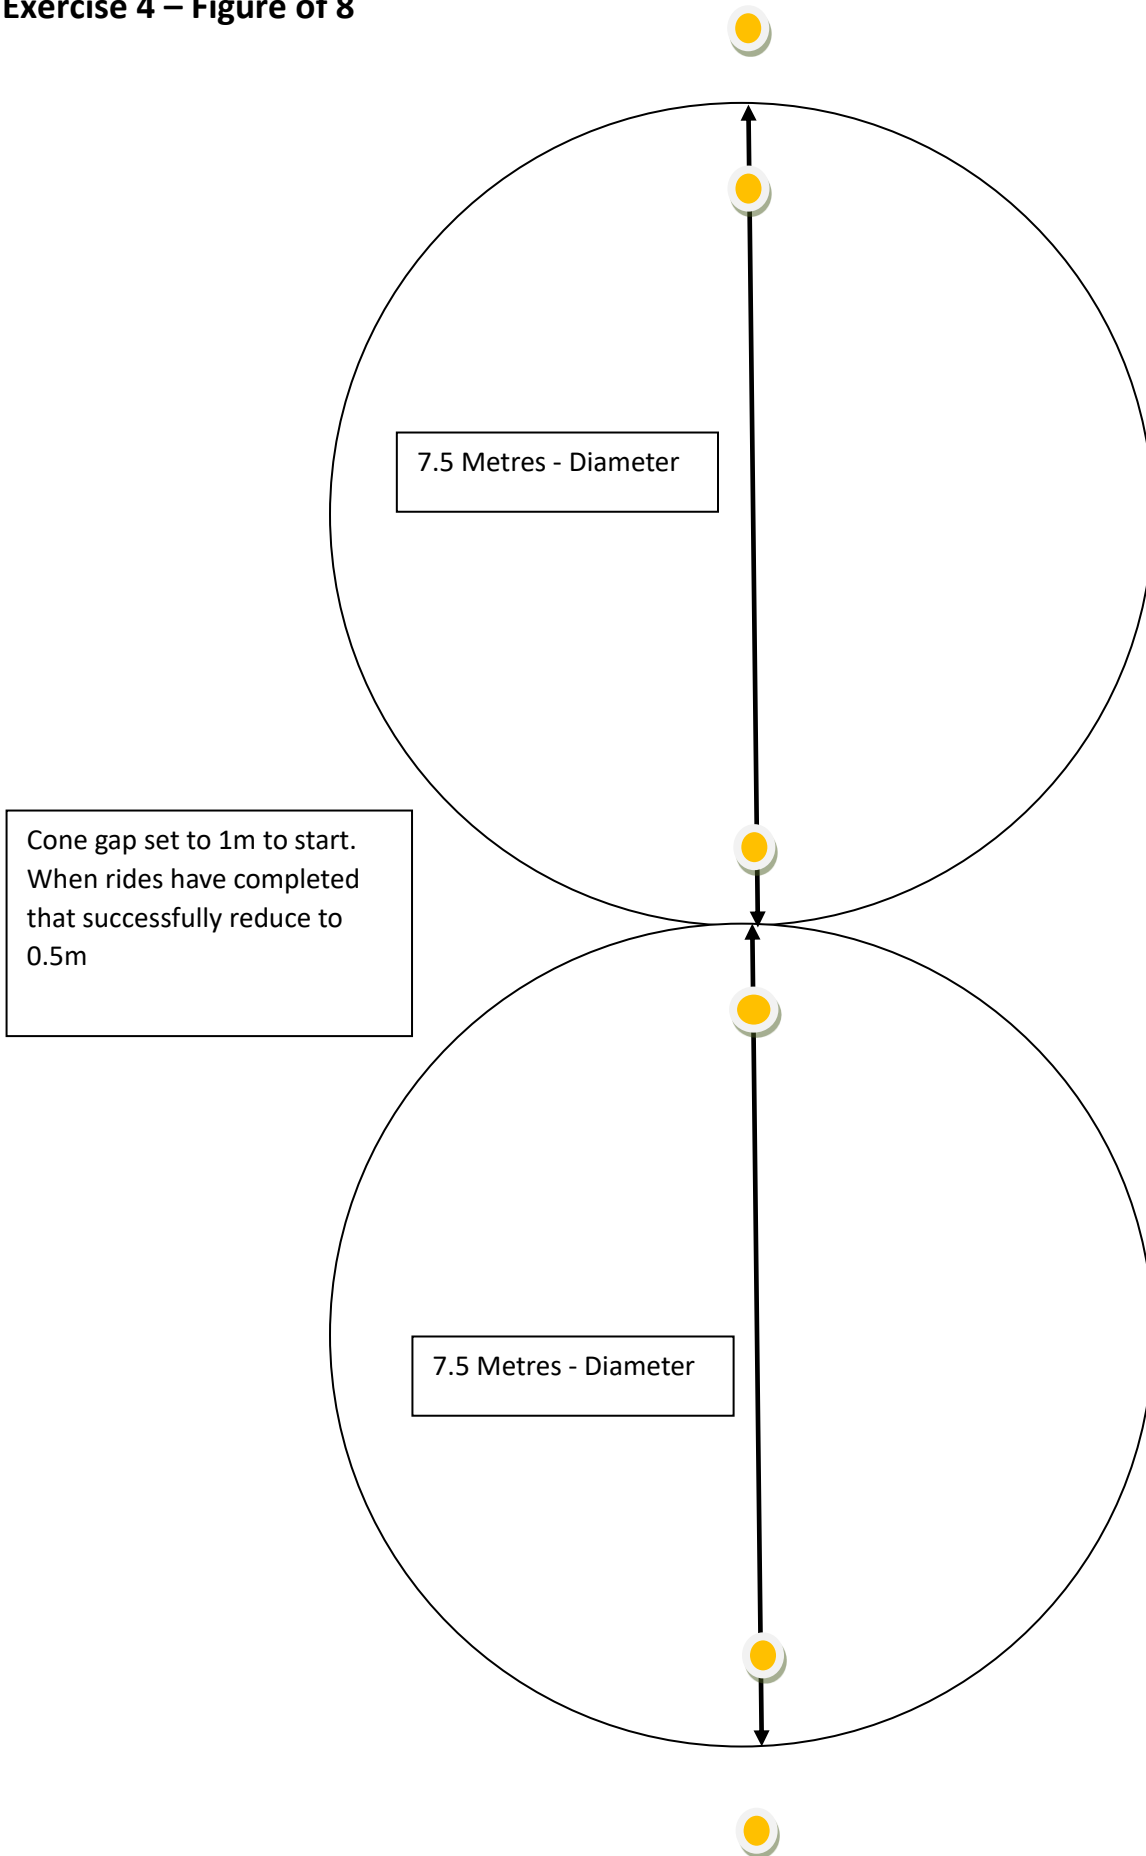 Exercise 4 – Figure of 8
7.5 Metres - Diameter
Cone gap set to 1m to start.
When rides have completed
that successfully reduce to
0.5m
7.5 Metres - Diameter